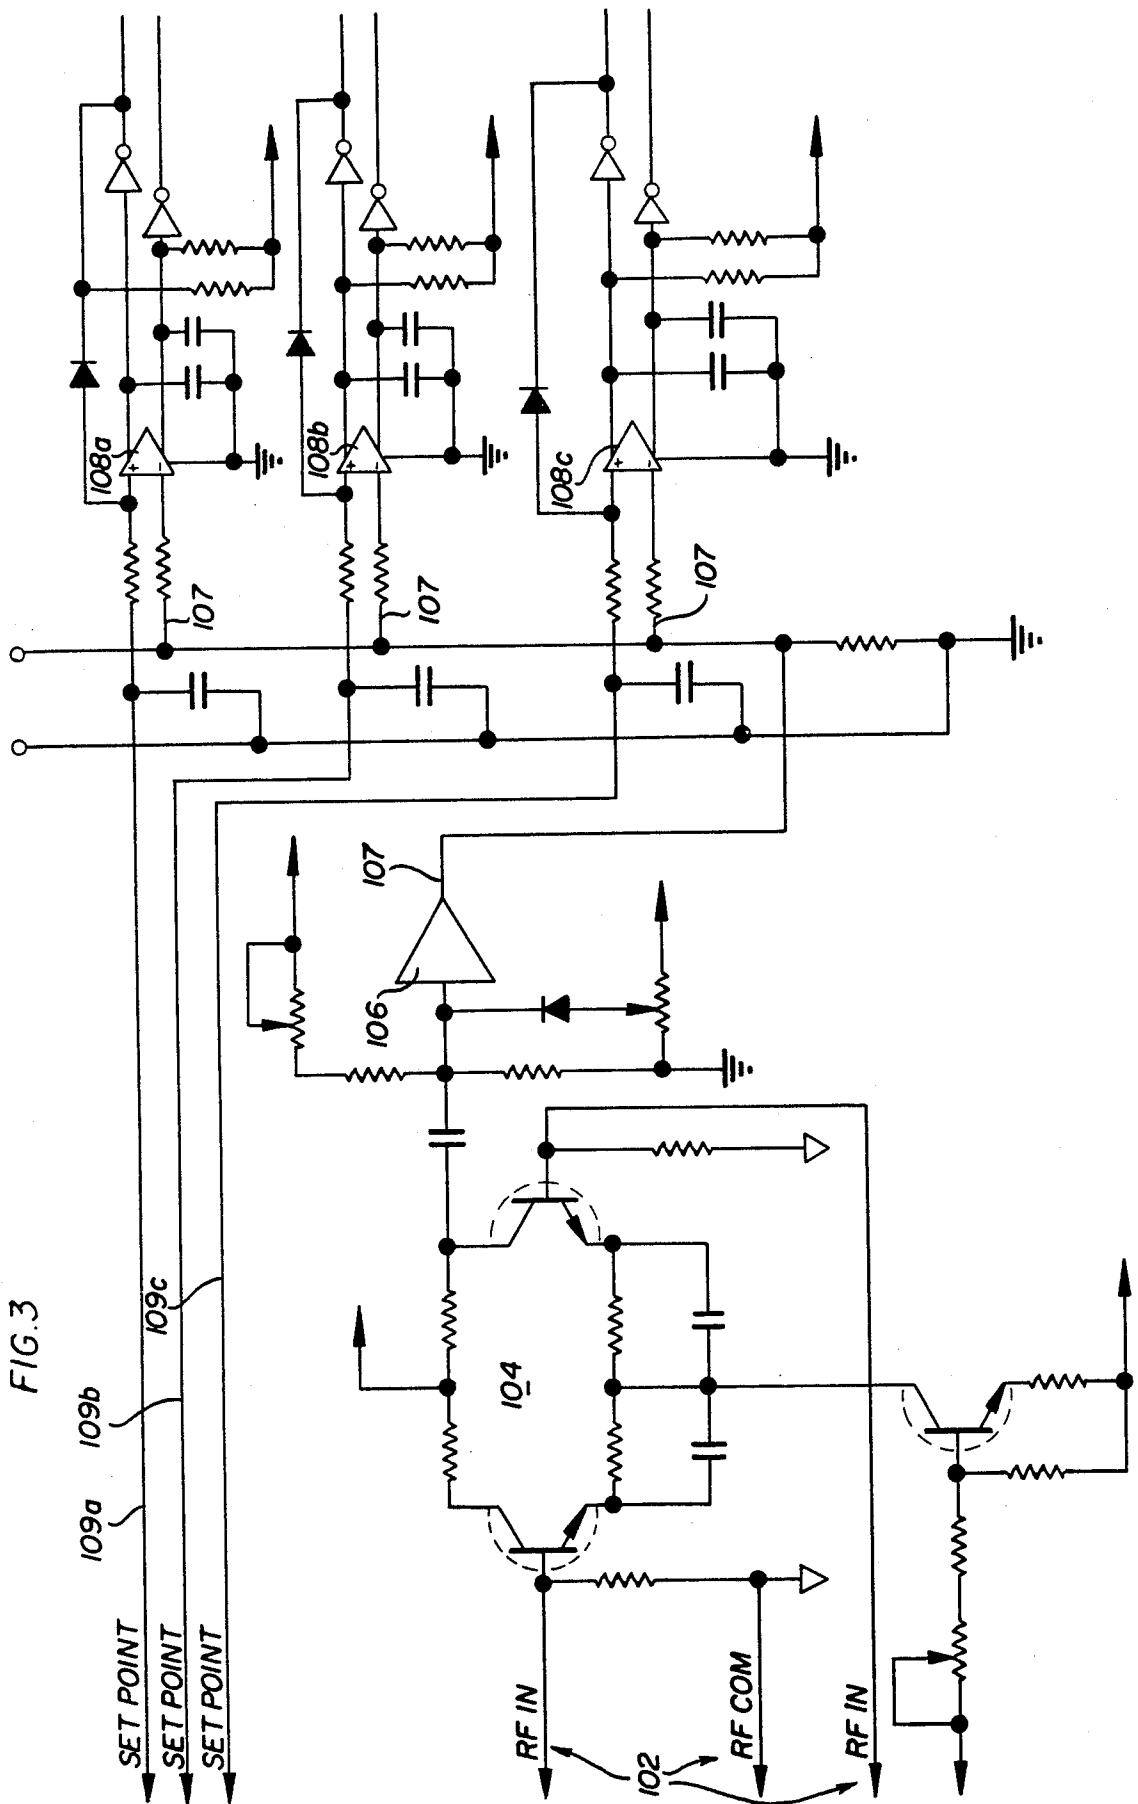 FIG.3
SET POINT
SET POINT
SET POINT
109a
109b
109c
RF IN
RF COM
RF IN
102
104
106
107
107
107
107
108a
+
−
108b
+
−
108c
+
−